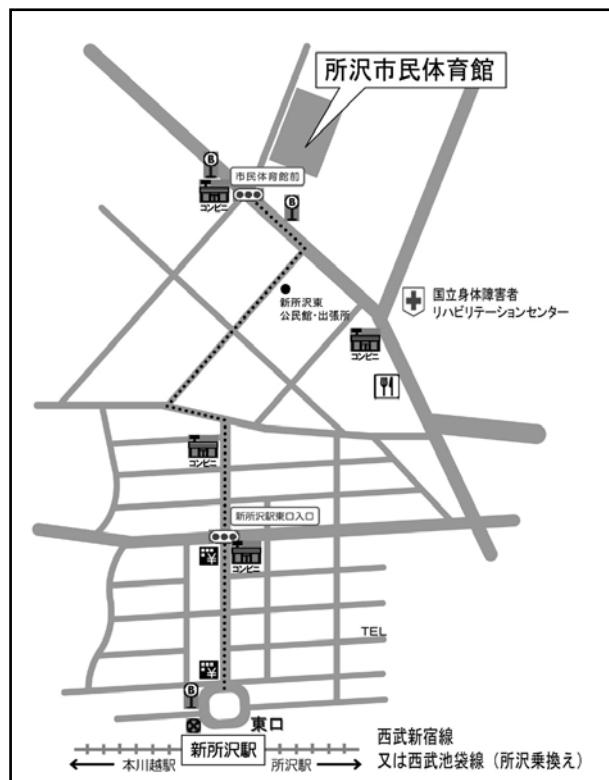 所沢市民体育館
B
市民体育館前
コンビニ
B
新所沢東
公民館・出張所
国立身体障害者
リハビリテーションセンター
コンビニ
コンビニ
新所沢駅東口入口
コンビニ
TEL
B
東口
新所沢駅
本川越駅
所沢駅
西武新宿線
又は西武池袋線（所沢乗換え）